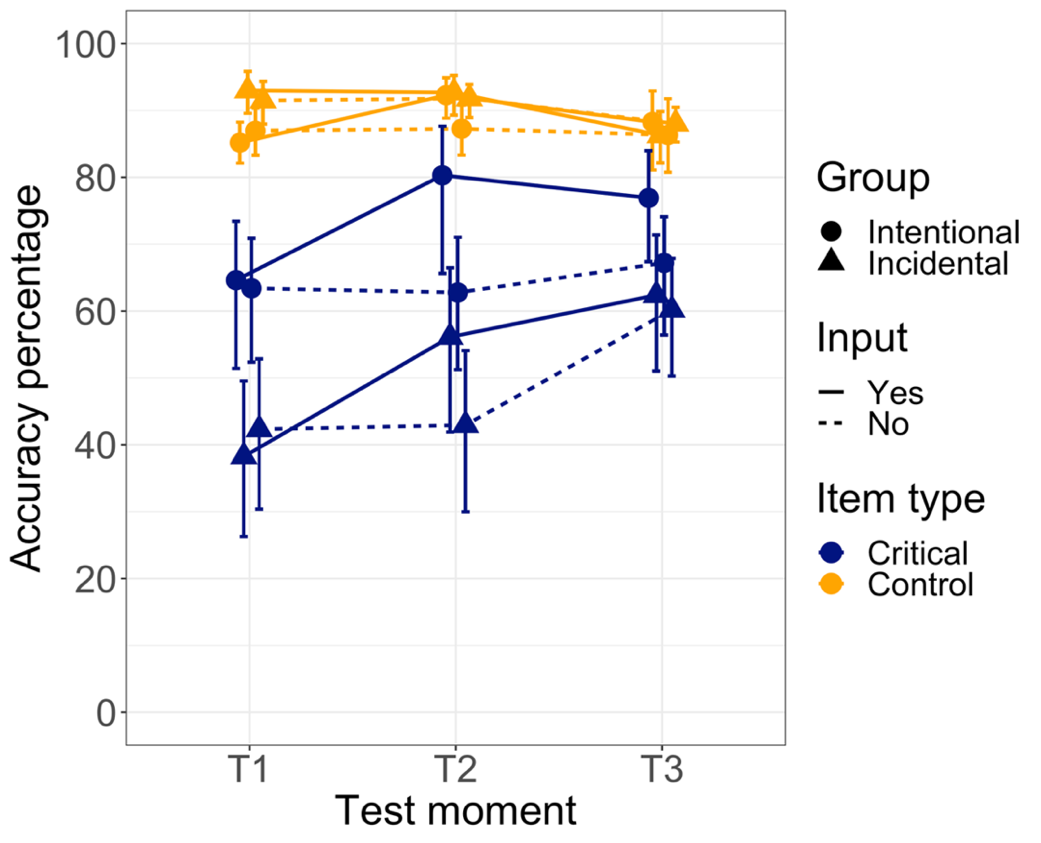 Accuracy percentage
100
80
60
40
20
0
T1 T2 T3
Test moment
Group
Intentional
Incidental
Input
Yes
No
Item type
Critical
Control